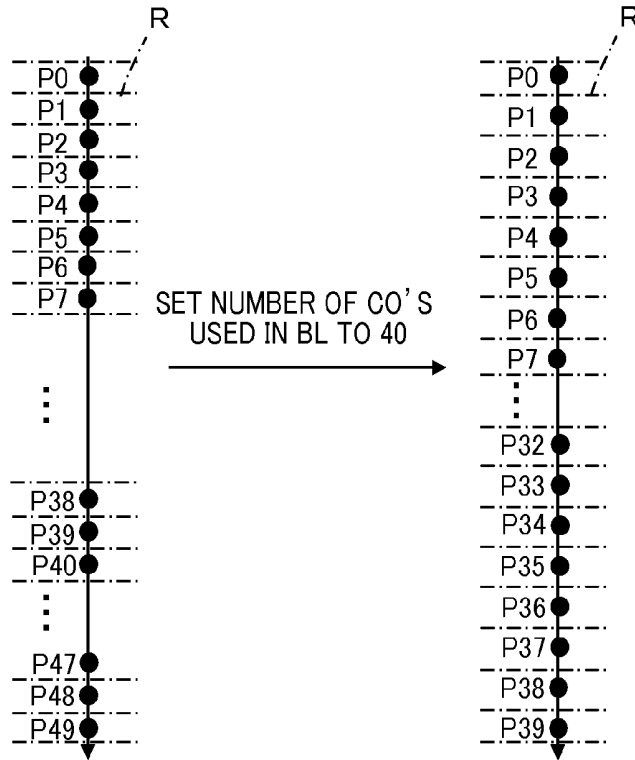 R
P0
P1
P2
P3
P4
P5
P6
P7
P38
P39
P40
P47
P48
P49
SET NUMBER OF CO'S
USED IN BL TO 40
R
P0
P1
P2
P3
P4
P5
P6
P7
P32
P33
P34
P35
P36
P37
P38
P39